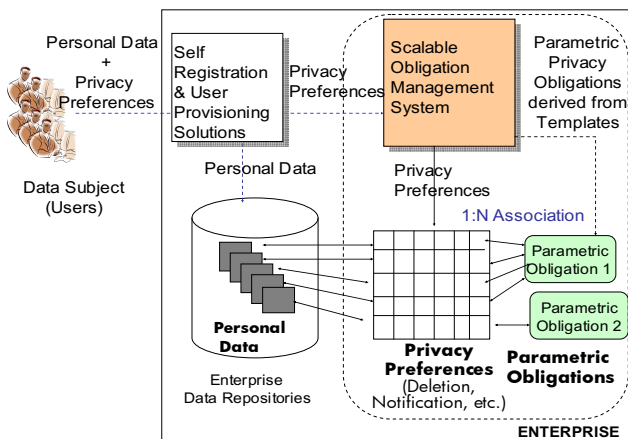 Personal Data
+
Privacy
Preferences
Data Subject
(Users)
Self
Registration
& User
Provisioning
Solutions
Privacy
Preferences
Scalable
Obligation
Management
System
Parametric
Privacy
Obligations
derived from
Templates
Personal Data
Privacy
Preferences
1:N Association
Personal
Data
Enterprise
Data Repositories
Parametric
Obligation 1
Parametric
Obligation 2
Privacy
Preferences
(Deletion,
Notification, etc.)
Parametric
Obligations
ENTERPRISE